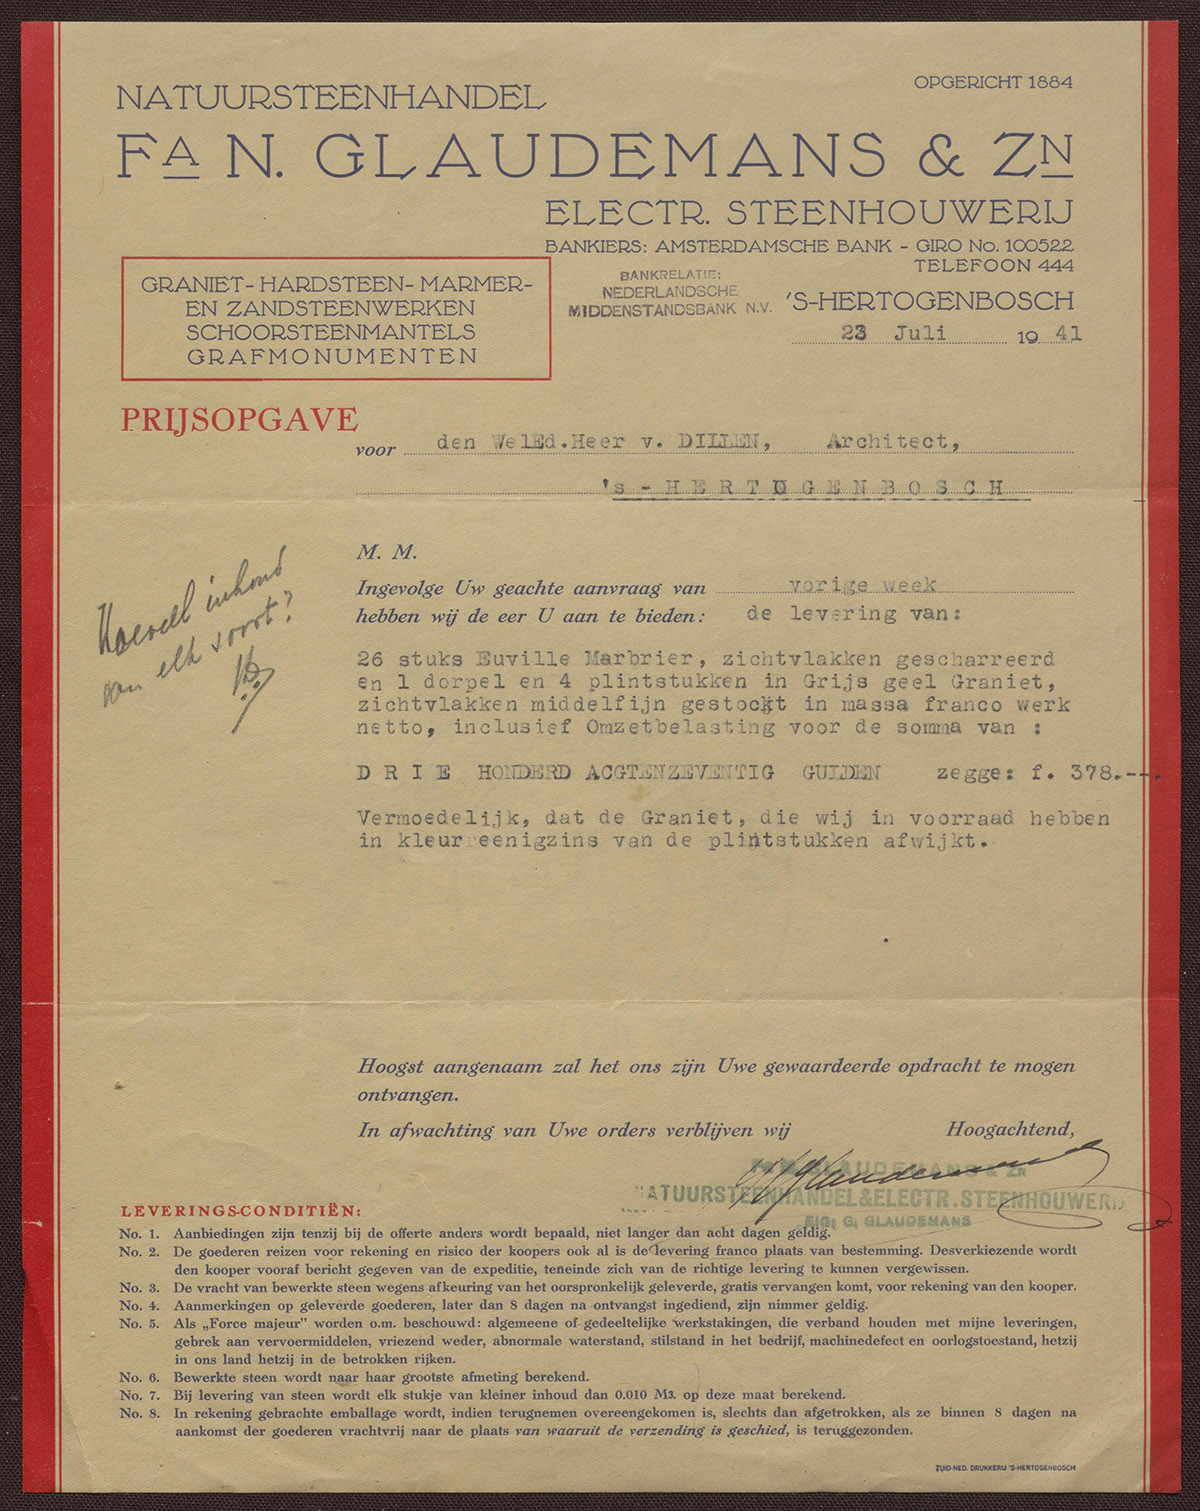 NATUURSTEENHANDEL
OPGERICHT 1884
FA N. GLAUDEMANS & ZN
ELECTR. STEENHOUWERIJ
BANKIERS: AMSTERDAMSCHE BANK - GIRO No. 100522
TELEFOON 444
BANKRELATIE:
NEDERLANDSCHE
MIDDENSTANDSBANK N.V.
'S-HERTOGENBOSCH
23 Juli 1941
GRANIET- HARDSTEEN- MARMER-
EN ZANDSTEENWERKEN
SCHOORSTEENMANTELS
GRAFMONUMENTEN
PRIJSOPGAVE
voor den WelEd.Heer v. DILLEN, Architect,
's - H E R T O G E N B O S C H
Hoeveel inhoud
van elk soort?
M. M.
Ingevolge Uw geachte aanvraag van vorige week
hebben wij de eer U aan te bieden: de levering van:
26 stuks Euville Marbrier, zichtvlakken gescharreerd
en 1 dorpel en 4 plintstukken in Grijs geel Graniet,
zichtvlakken middelfijn gestockt in massa franco werk
netto, inclusief Omzetbelasting voor de somma van :
D R I E HONDERD ACGTENZEVENTIG GULDEN zegge: f. 378.---.
Vermoedelijk, dat de Graniet, die wij in voorraad hebben
in kleur eenigzins van de plintstukken afwijkt.
Hoogst aangenaam zal het ons zijn Uwe gewaardeerde opdracht te mogen
ontvangen.
In afwachting van Uwe orders verblijven wij Hoogachtend,
Fa N. GLAUDEMANS & ZN
NATUURSTEENHANDEL & ELECTR. STEENHOUWERIJ
EIG: G. GLAUDEMANS
LEVERINGS-CONDITIËN:
No. 1. Aanbiedingen zijn tenzij bij de offerte anders wordt bepaald, niet langer dan acht dagen geldig.
No. 2. De goederen reizen voor rekening en risico der koopers ook al is de levering franco plaats van bestemming. Desverkiezende wordt
den kooper vooraf bericht gegeven van de expeditie, teneinde zich van de richtige levering te kunnen vergewissen.
No. 3. De vracht van bewerkte steen wegens afkeuring van het oorspronkelijk geleverde, gratis vervangen komt, voor rekening van den kooper.
No. 4. Aanmerkingen op geleverde goederen, later dan 8 dagen na ontvangst ingediend, zijn nimmer geldig.
No. 5. Als „Force majeur" worden o.m. beschouwd: algemeene of gedeeltelijke werkstakingen, die verband houden met mijne leveringen,
gebrek aan vervoermiddelen, vriezend weder, abnormale waterstand, stilstand in het bedrijf, machinedefect en oorlogstoestand, hetzij
in ons land hetzij in de betrokken rijken.
No. 6. Bewerkte steen wordt naar haar grootste afmeting berekend.
No. 7. Bij levering van steen wordt elk stukje van kleiner inhoud dan 0.010 M3. op deze maat berekend.
No. 8. In rekening gebrachte emballage wordt, indien terugnemen overeengekomen is, slechts dan afgetrokken, als ze binnen 8 dagen na
aankomst der goederen vrachtvrij naar de plaats van waaruit de verzending is geschied, is teruggezonden.
ZUID-NED. DRUKKERIJ 'S-HERTOGENBOSCH